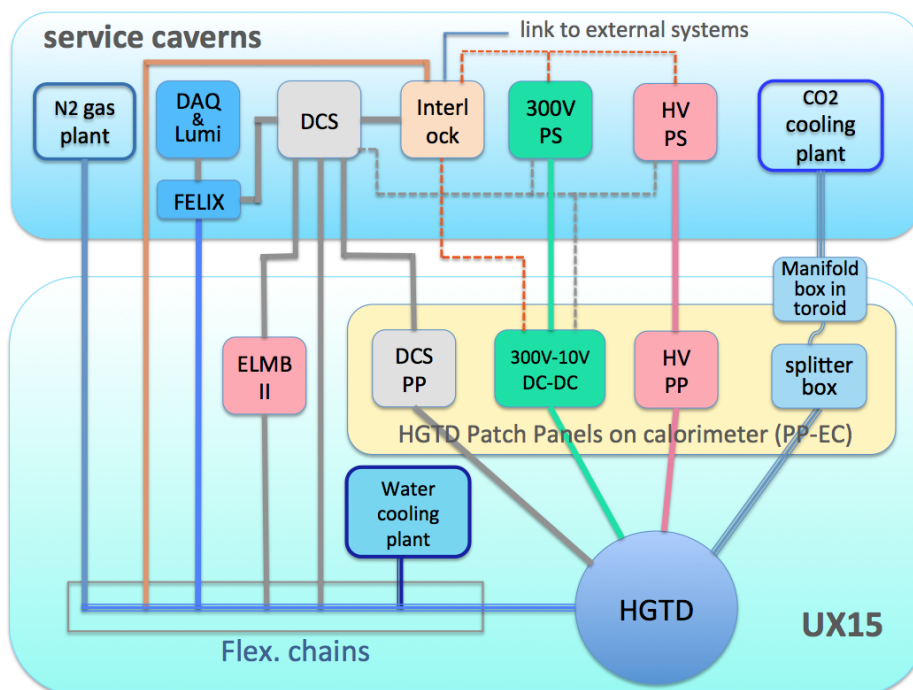 service caverns
link to external systems
N2 gas
plant
DAQ
&
Lumi
DCS
Interl
ock
300V
PS
HV
PS
CO2
cooling
plant
FELIX
Manifold
box in
toroid
ELMB
II
DCS
PP
300V-10V
DC-DC
HV
PP
splitter
box
HGTD Patch Panels on calorimeter (PP-EC)
Water
cooling
plant
HGTD
UX15
Flex. chains